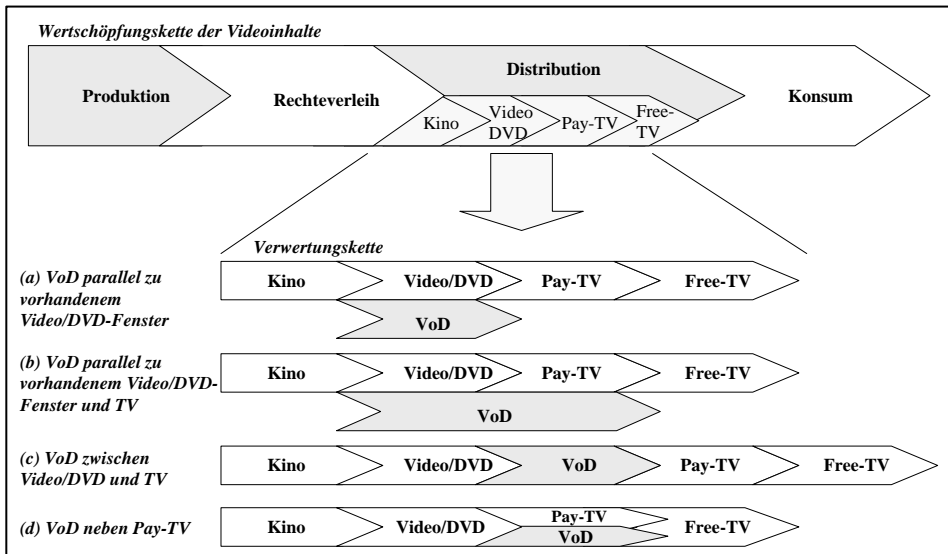 Wertschöpfungskette der Videoinhalte
Produktion
Rechteverleih
Distribution
Konsum
Kino
Video
DVD
Pay-TV
Free-
TV
Verwertungskette
(a) VoD parallel zu
vorhandenem
Video/DVD-Fenster
Kino
Video/DVD
Pay-TV
Free-TV
VoD
(b) VoD parallel zu
vorhandenem Video/DVD-
Fenster und TV
Kino
Video/DVD
Pay-TV
Free-TV
VoD
(c) VoD zwischen
Video/DVD und TV
Kino
Video/DVD
VoD
Pay-TV
Free-TV
(d) VoD neben Pay-TV
Kino
Video/DVD
Pay-TV
VoD
Free-TV